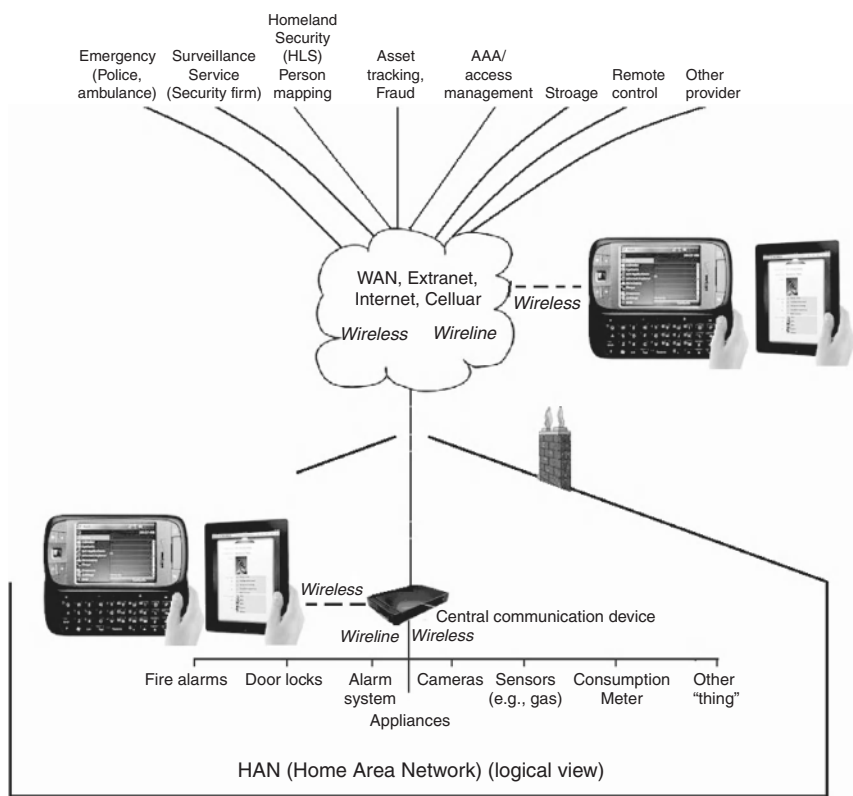 Emergency
(Police,
ambulance)
Surveillance
Service
(Security firm)
Homeland
Security
(HLS)
Person
mapping
Asset
tracking,
Fraud
AAA/
access
management
Stroage
Remote
control
Other
provider
WAN, Extranet,
Internet, Celluar
Wireless Wireline
Wireless
Wireless
Central communication device
Wireline Wireless
Fire alarms
Door locks
Alarm
system
Appliances
Cameras
Sensors
(e.g., gas)
Consumption
Meter
Other
“thing”
HAN (Home Area Network) (logical view)